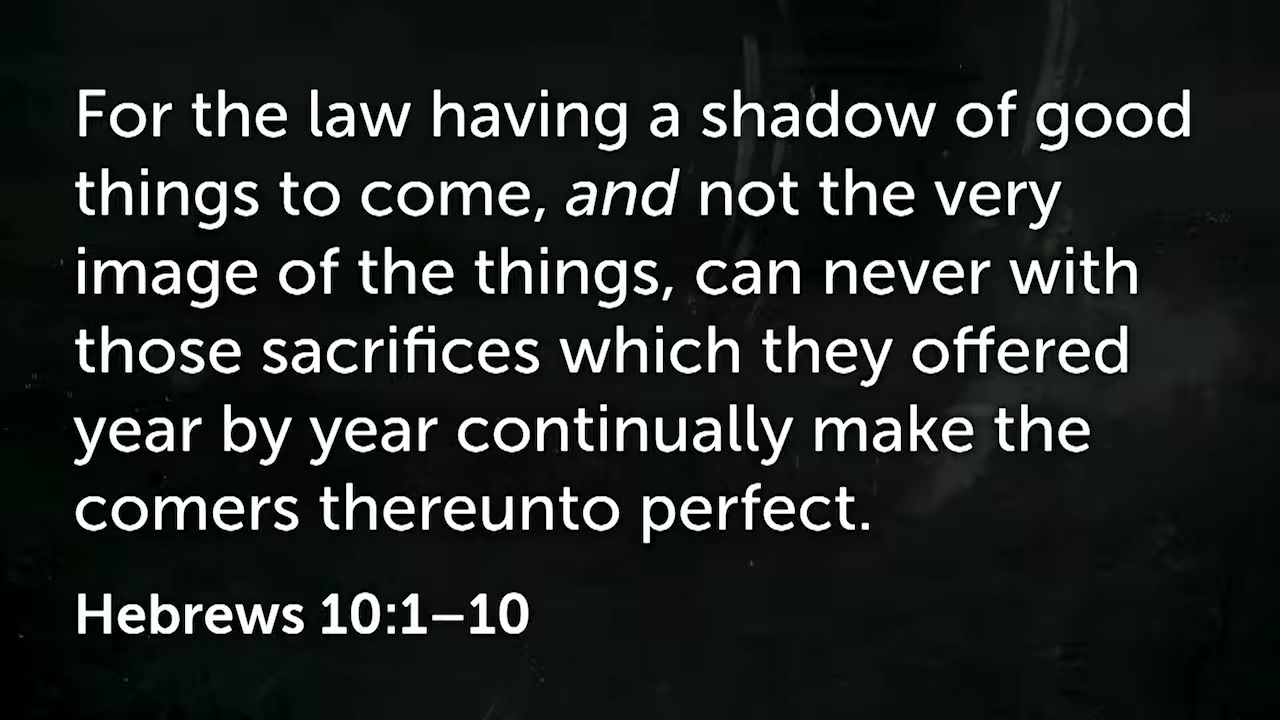 For the law having a shadow of good
things to come, and not the very
image of the things, can never with
those sacrifices which they offered
year by year continually make the
comers thereunto perfect.
Hebrews 10:1–10